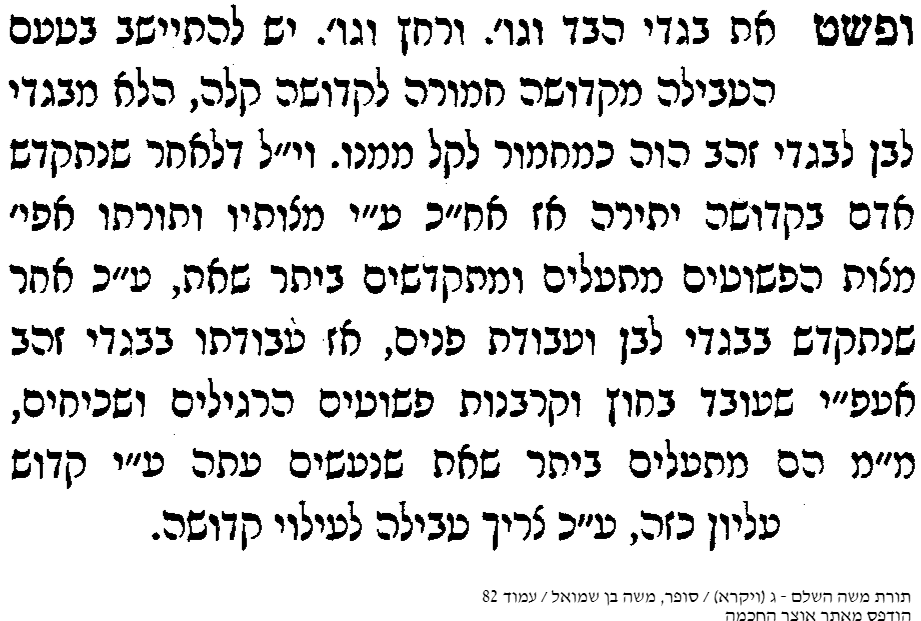 ופשט את בגדי הבד וגו׳. ורחץ וגו׳. יש להתיישב בטעם
הטבילה מקדושה חמורה לקדושה קלה, הלא מבגדי
לבן לבגדי זהב הוה כמחמור לקל ממנו. וי״ל דלאחר שנתקדש
אדם בקדושה יתירה אז אח״כ ע״י מצותיו ותורתו אפי׳
מצות הפשוטים מתעלים ומתקדשים ביתר שאת, ע״כ אחר
שנתקדש בבגדי לבן ועבודת פנים, אז עבודתו בבגדי זהב
אעפ״י שעובד בחוץ וקרבנות פשוטים הרגילים ושכיחים,
מ״מ הם מתעלים ביתר שאת שנעשים עתה ע״י קדוש
עליון כזה, ע״כ צריך טבילה לעילוי קדושה.
תורת משה השלם - ג (ויקרא) / סופר, משה בן שמואל / עמוד 82
הודפס מאתר אוצר החכמה